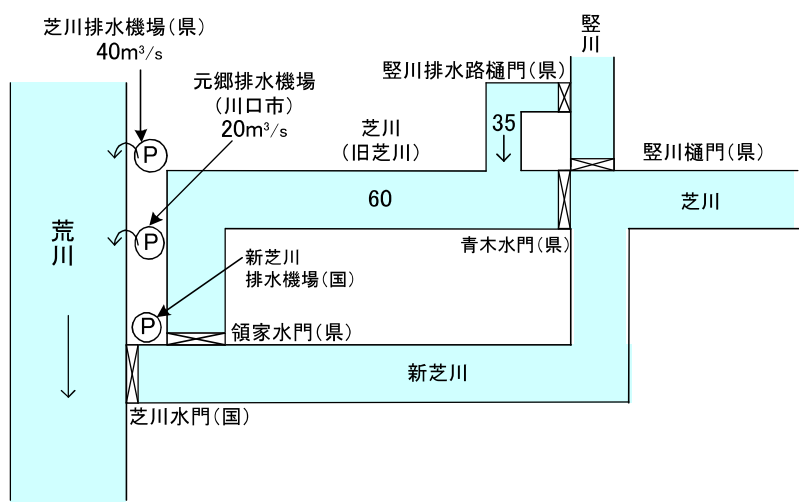 芝川排水機場(県)
40m³/s
元郷排水機場
(川口市)
20m³/s
竪川
竪川排水路樋門(県)
35
芝川
(旧芝川)
竪川樋門(県)
60
芝川
荒川
青木水門(県)
新芝川
排水機場(国)
P
P
P
領家水門(県)
新芝川
芝川水門(国)